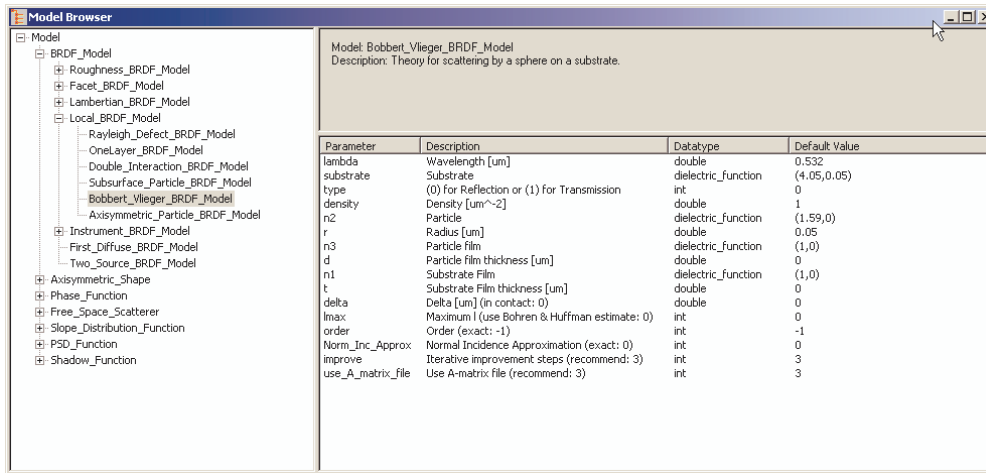 Model Browser
Model
BRDF_Model
Roughness_BRDF_Model
Facet_BRDF_Model
Lambertian_BRDF_Model
Local_BRDF_Model
Rayleigh_Defect_BRDF_Model
OneLayer_BRDF_Model
Double_Interaction_BRDF_Model
Subsurface_Particle_BRDF_Model
Bobbert_Vlieger_BRDF_Model
Axisymmetric_Particle_BRDF_Model
Instrument_BRDF_Model
First_Diffuse_BRDF_Model
Two_Source_BRDF_Model
Axisymmetric_Shape
Phase_Function
Free_Space_Scatterer
Slope_Distribution_Function
PSD_Function
Shadow_Function
Model: Bobbert_Vlieger_BRDF_Model
Description: Theory for scattering by a sphere on a substrate.
Parameter Description Datatype Default Value
lambda Wavelength [um] double 0.532
substrate Substrate dielectric_function (4.05,0.05)
type (0) for Reflection or (1) for Transmission int 0
density Density [um^-2] double 1
n2 Particle dielectric_function (1.59,0)
r Radius [um] double 0.05
n3 Particle film dielectric_function (1,0)
d Particle film thickness [um] double 0
n1 Substrate Film dielectric_function (1,0)
t Substrate Film thickness [um] double 0
delta Delta [um] (in contact: 0) double 0
lmax Maximum l (use Bohren & Huffman estimate: 0) int 0
order Order (exact: -1) int -1
Norm_Inc_Approx Normal Incidence Approximation (exact: 0) int 0
improve Iterative improvement steps (recommend: 3) int 3
use_A_matrix_file Use A-matrix file (recommend: 3) int 3